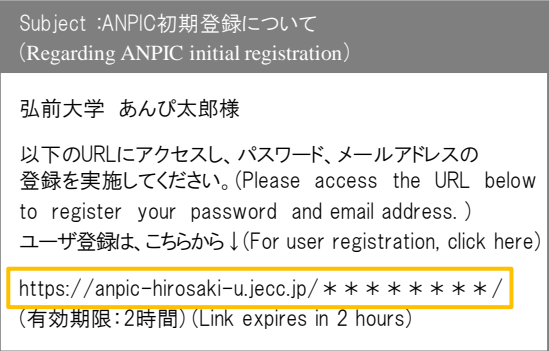 Subject :ANPIC初期登録について
（Regarding ANPIC initial registration）
弘前大学 あんぴ太郎様
以下のURLにアクセスし、パスワード、メールアドレスの
登録を実施してください。(Please access the URL below
to register your password and email address.)
ユーザ登録は、こちらから↓(For user registration, click here)
https://anpic-hirosaki-u.jecc.jp/＊＊＊＊＊＊＊＊/
(有効期限：2時間)(Link expires in 2 hours)